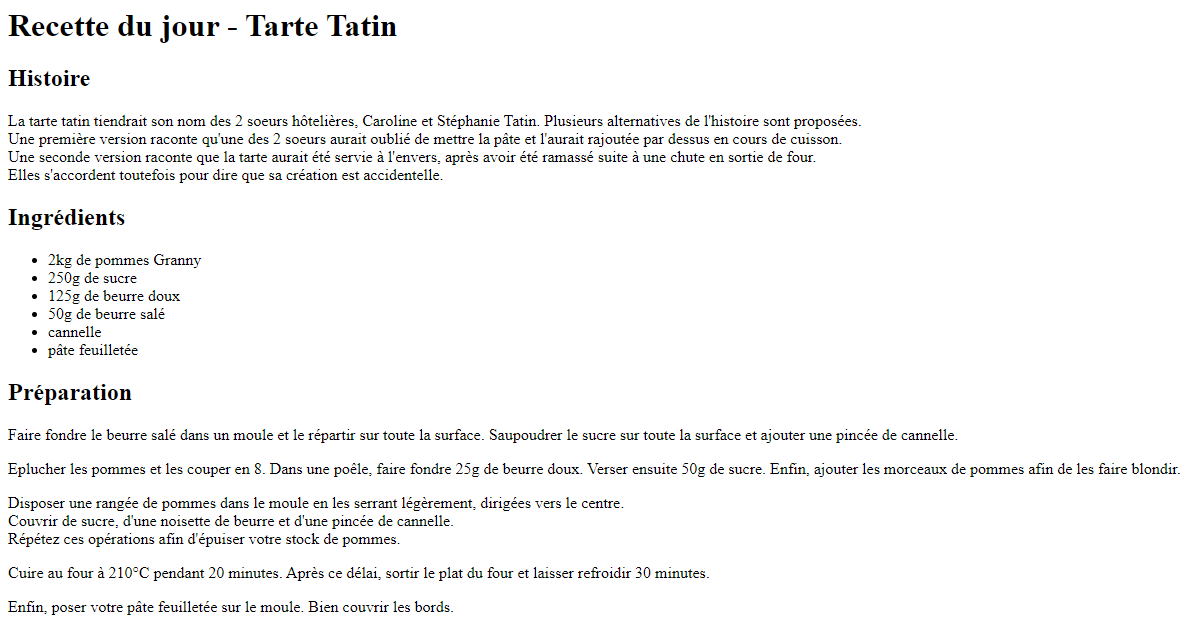 Recette du jour - Tarte Tatin
Histoire
La tarte tatin tiendrait son nom des 2 soeurs hôtelières, Caroline et Stéphanie Tatin. Plusieurs alternatives de l'histoire sont proposées.
Une première version raconte qu'une des 2 soeurs aurait oublié de mettre la pâte et l'aurait rajoutée par dessus en cours de cuisson.
Une seconde version raconte que la tarte aurait été servie à l'envers, après avoir été ramassé suite à une chute en sortie de four.
Elles s'accordent toutefois pour dire que sa création est accidentelle.
Ingrédients
• 2kg de pommes Granny
• 250g de sucre
• 125g de beurre doux
• 50g de beurre salé
• cannelle
• pâte feuilletée
Préparation
Faire fondre le beurre salé dans un moule et le répartir sur toute la surface. Saupoudrer le sucre sur toute la surface et ajouter une pincée de cannelle.
Eplucher les pommes et les couper en 8. Dans une poêle, faire fondre 25g de beurre doux. Verser ensuite 50g de sucre. Enfin, ajouter les morceaux de pommes afin de les faire blondir.
Disposer une rangée de pommes dans le moule en les serrant légèrement, dirigées vers le centre.
Couvrir de sucre, d'une noisette de beurre et d'une pincée de cannelle.
Répétez ces opérations afin d'épuiser votre stock de pommes.
Cuire au four à 210°C pendant 20 minutes. Après ce délai, sortir le plat du four et laisser refroidir 30 minutes.
Enfin, poser votre pâte feuilletée sur le moule. Bien couvrir les bords.